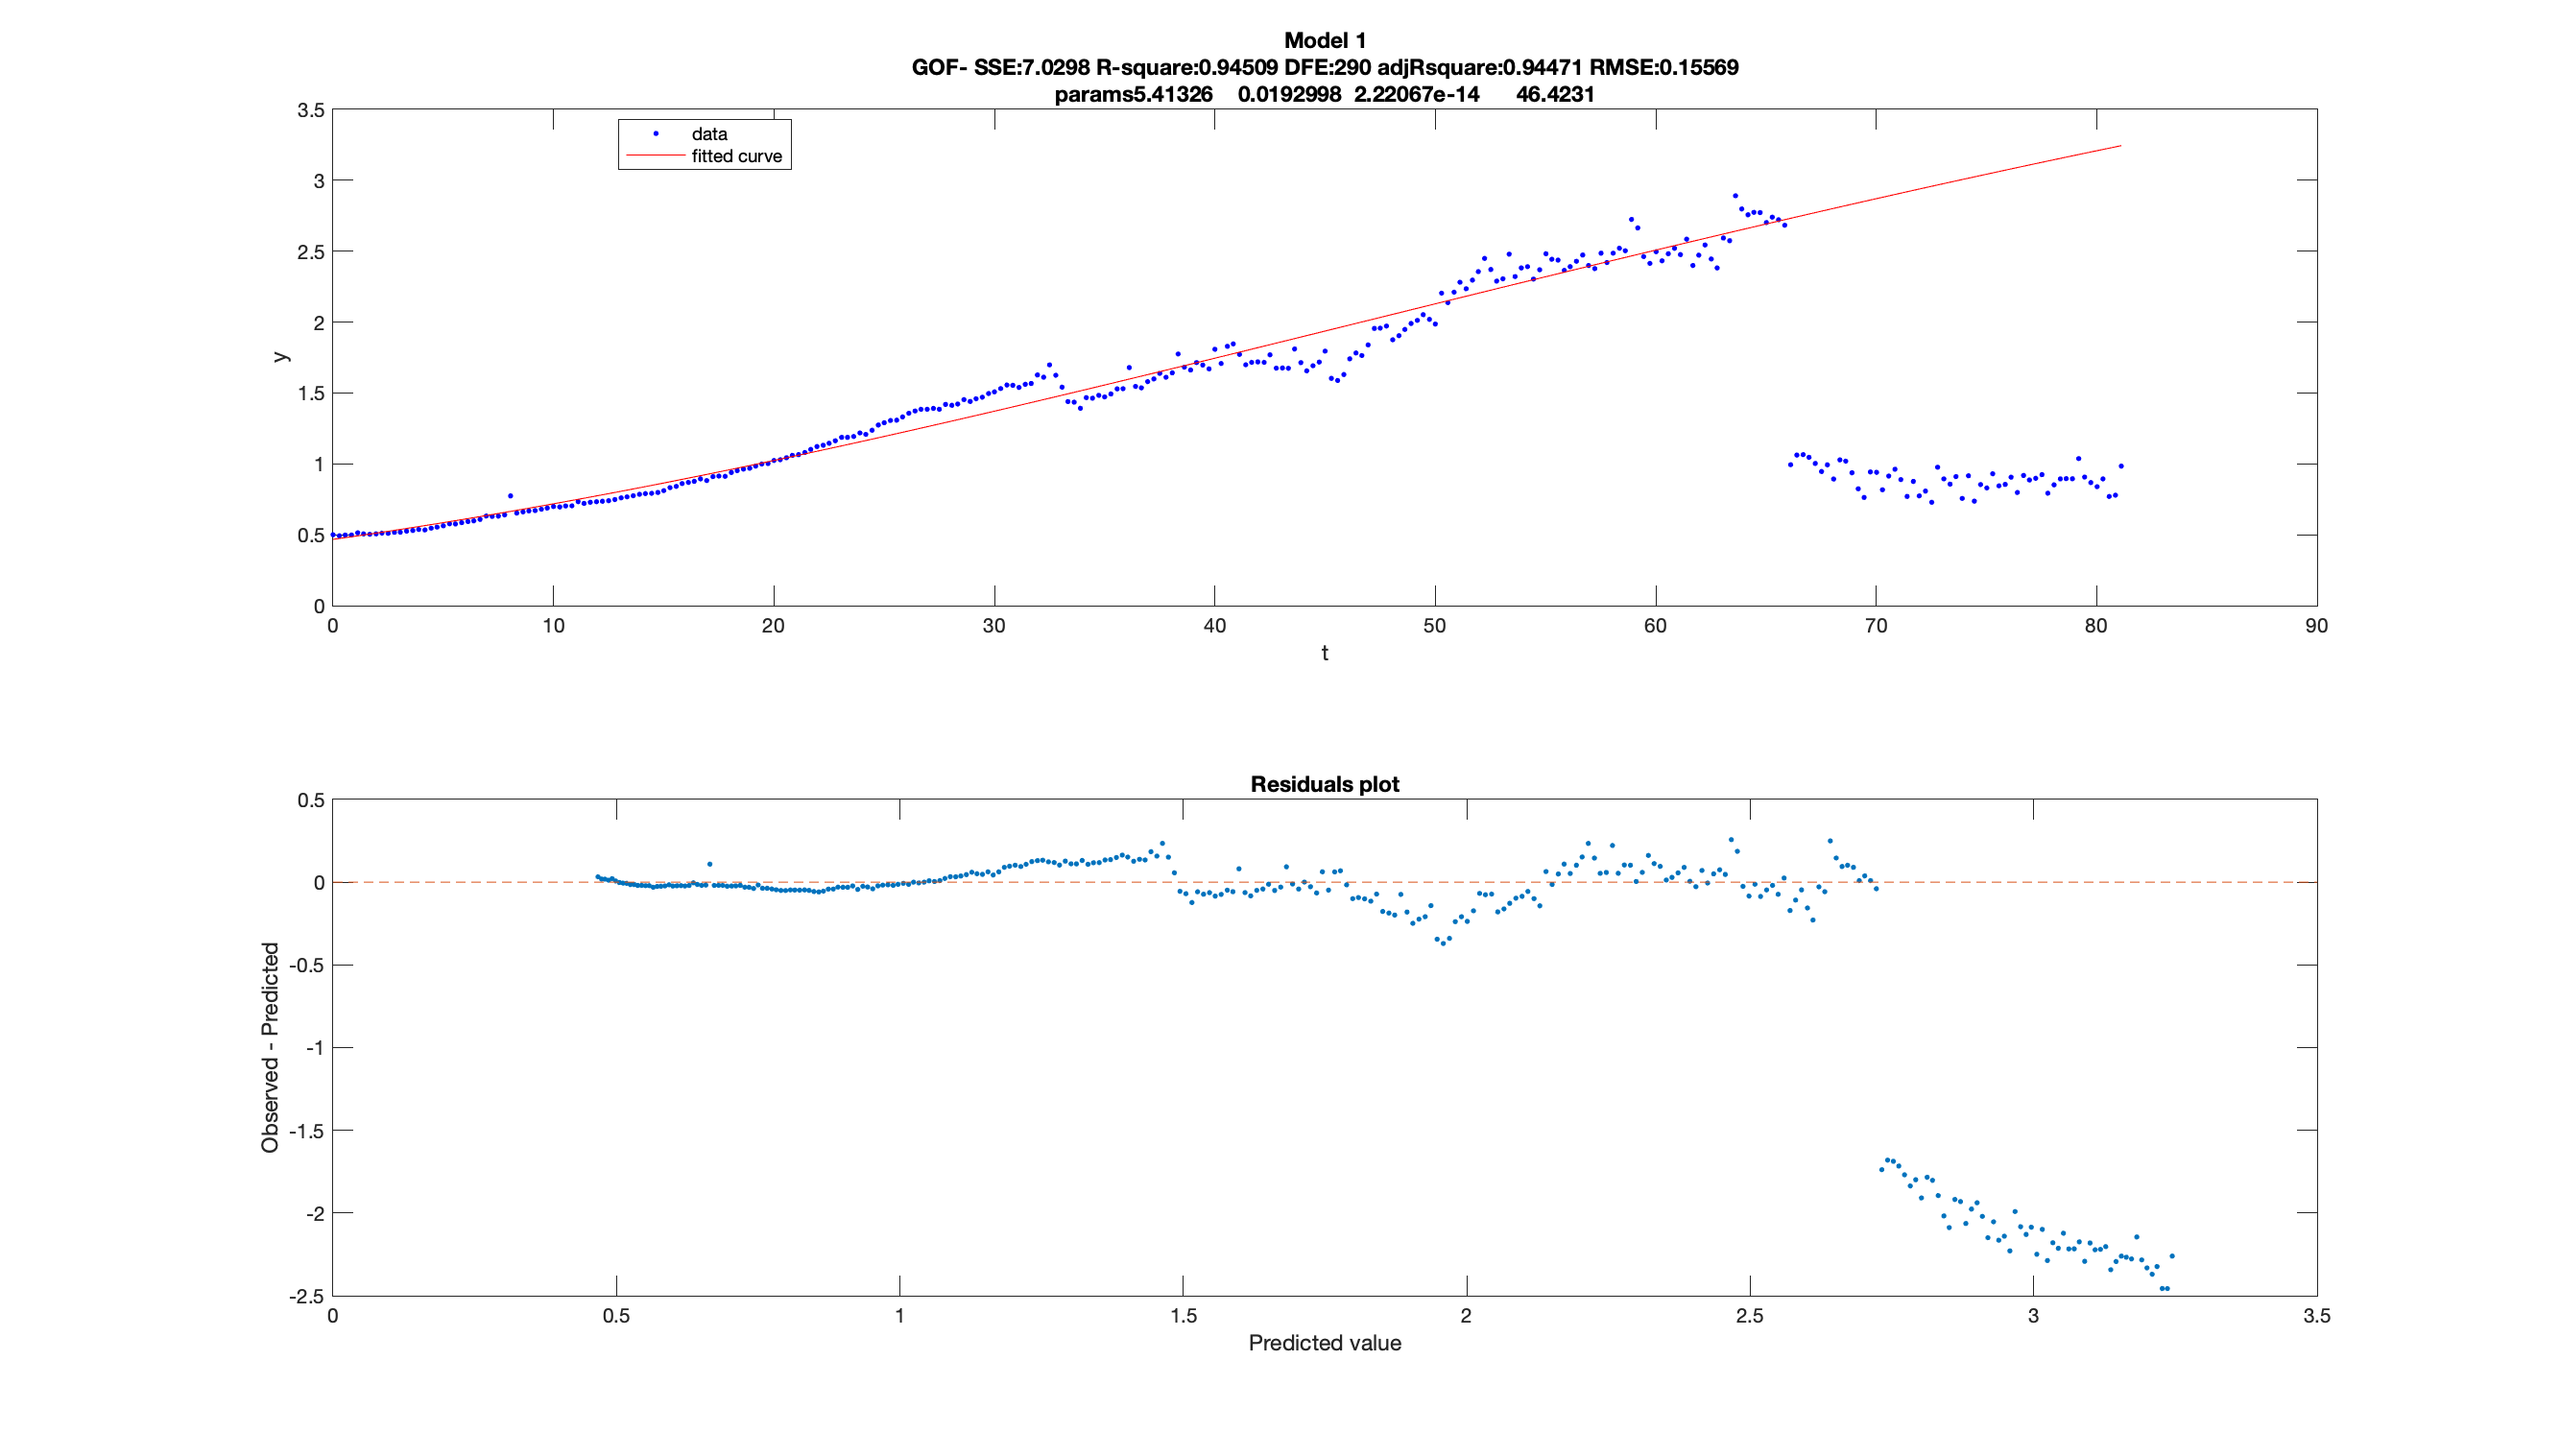 Model 1
GOF- SSE:7.0298 R-square:0.94509 DFE:290 adjRsquare:0.94471 RMSE:0.15569
params5.41326 0.0192998 2.22067e-14 46.4231
3.5
3
2.5
2
1.5
1
0.5
0
y
data
fitted curve
0 10 20 30 40 50 60 70 80 90
t
Residuals plot
0.5
0
-0.5
-1
-1.5
-2
-2.5
Observed - Predicted
0 0.5 1 1.5 2 2.5 3 3.5
Predicted value